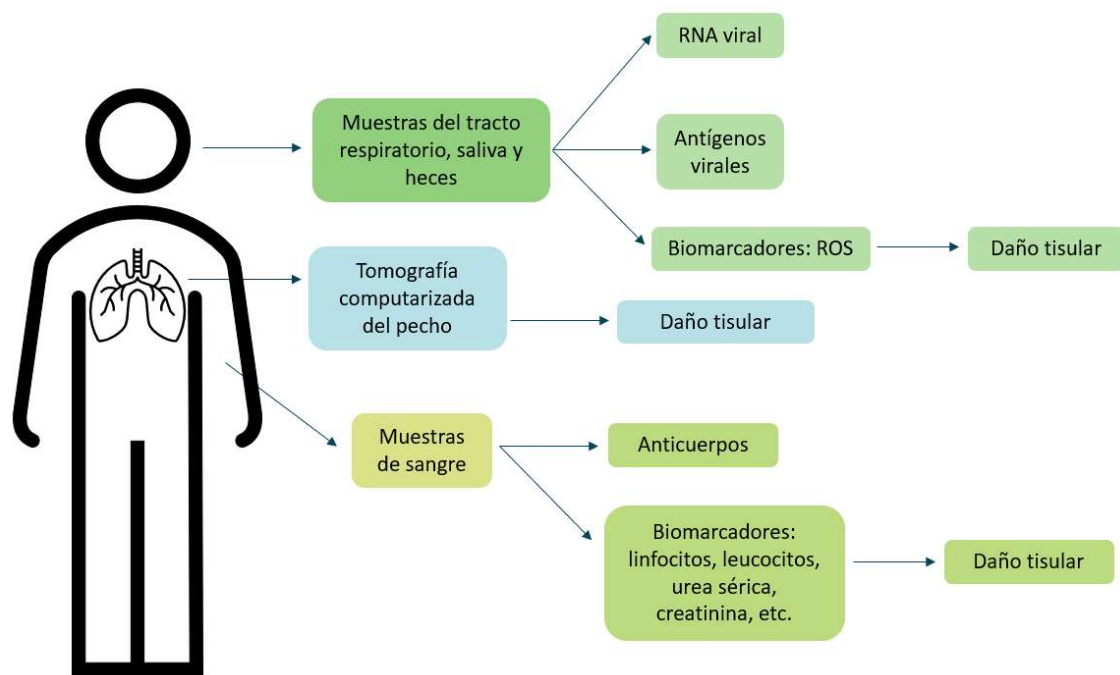 RNA viral
Muestras del tracto
respiratorio, saliva y
heces
Antígenos
virales
Biomarcadores: ROS
Daño tisular
Tomografía
computarizada
del pecho
Daño tisular
Muestras
de sangre
Anticuerpos
Biomarcadores:
linfocitos, leucocitos,
urea sérica,
creatinina, etc.
Daño tisular